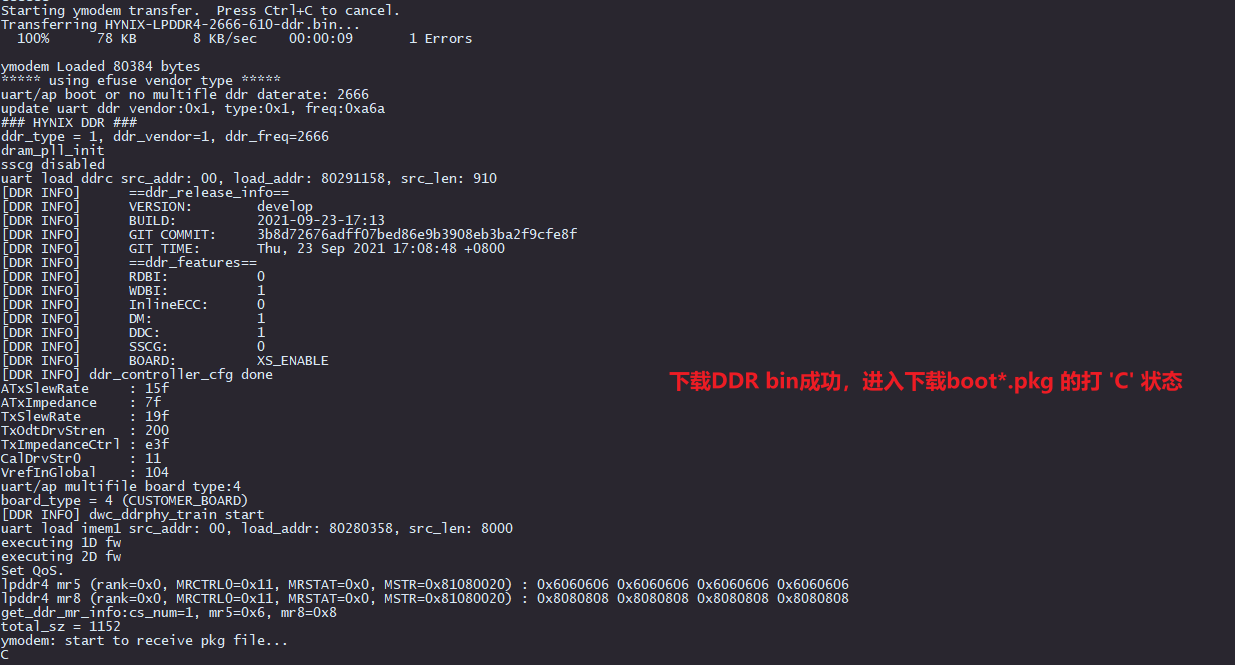 Starting ymodem transfer.  Press Ctrl+C to cancel.
Transferring HYNIX-LPDDR4-2666-610-ddr.bin...
  100%      78 KB       8 KB/sec    00:00:09       1 Errors
ymodem Loaded 80384 bytes
***** using efuse vendor type *****
uart/ap boot or no multifle ddr daterate: 2666
update uart ddr vendor:0x1, type:0x1, freq:0xa6a
### HYNIX DDR ###
ddr_type = 1, ddr_vendor=1, ddr_freq=2666
dram_pll_init
sscg disabled
uart load ddrc src_addr: 00, load_addr: 80291158, src_len: 910
[DDR INFO]      ==ddr_release_info==
[DDR INFO]      VERSION:        develop
[DDR INFO]      BUILD:          2021-09-23-17:13
[DDR INFO]      GIT COMMIT:     3b8d72676adff07bed86e9b3908eb3ba2f9cfe8f
[DDR INFO]      GIT TIME:       Thu, 23 Sep 2021 17:08:48 +0800
[DDR INFO]      ==ddr_features==
[DDR INFO]      RDBI:           0
[DDR INFO]      WDBI:           1
[DDR INFO]      InlineECC:      0
[DDR INFO]      DM:             1
[DDR INFO]      DDC:            1
[DDR INFO]      SSCG:           0
[DDR INFO]      BOARD:          XS_ENABLE
[DDR INFO] ddr_controller_cfg done
下载DDR bin成功，进入下载boot*.pkg 的打 'C' 状态
ATxSlewRate     : 15f
ATxImpedance    : 7f
TxSlewRate      : 19f
TxOdtDrvStren   : 200
TxImpedanceCtrl : e3f
CalDrvStr0      : 11
VrefInGlobal    : 104
uart/ap multifile board type:4
board_type = 4 (CUSTOMER_BOARD)
[DDR INFO] dwc_ddrphy_train start
uart load imem1 src_addr: 00, load_addr: 80280358, src_len: 8000
executing 1D fw
executing 2D fw
Set QoS.
lpddr4 mr5 (rank=0x0, MRCTRL0=0x11, MRSTAT=0x0, MSTR=0x81080020) : 0x6060606 0x6060606 0x6060606 0x6060606
lpddr4 mr8 (rank=0x0, MRCTRL0=0x11, MRSTAT=0x0, MSTR=0x81080020) : 0x8080808 0x8080808 0x8080808 0x8080808
get_ddr_mr_info:cs_num=1, mr5=0x6, mr8=0x8
total_sz = 1152
ymodem: start to receive pkg file...
C